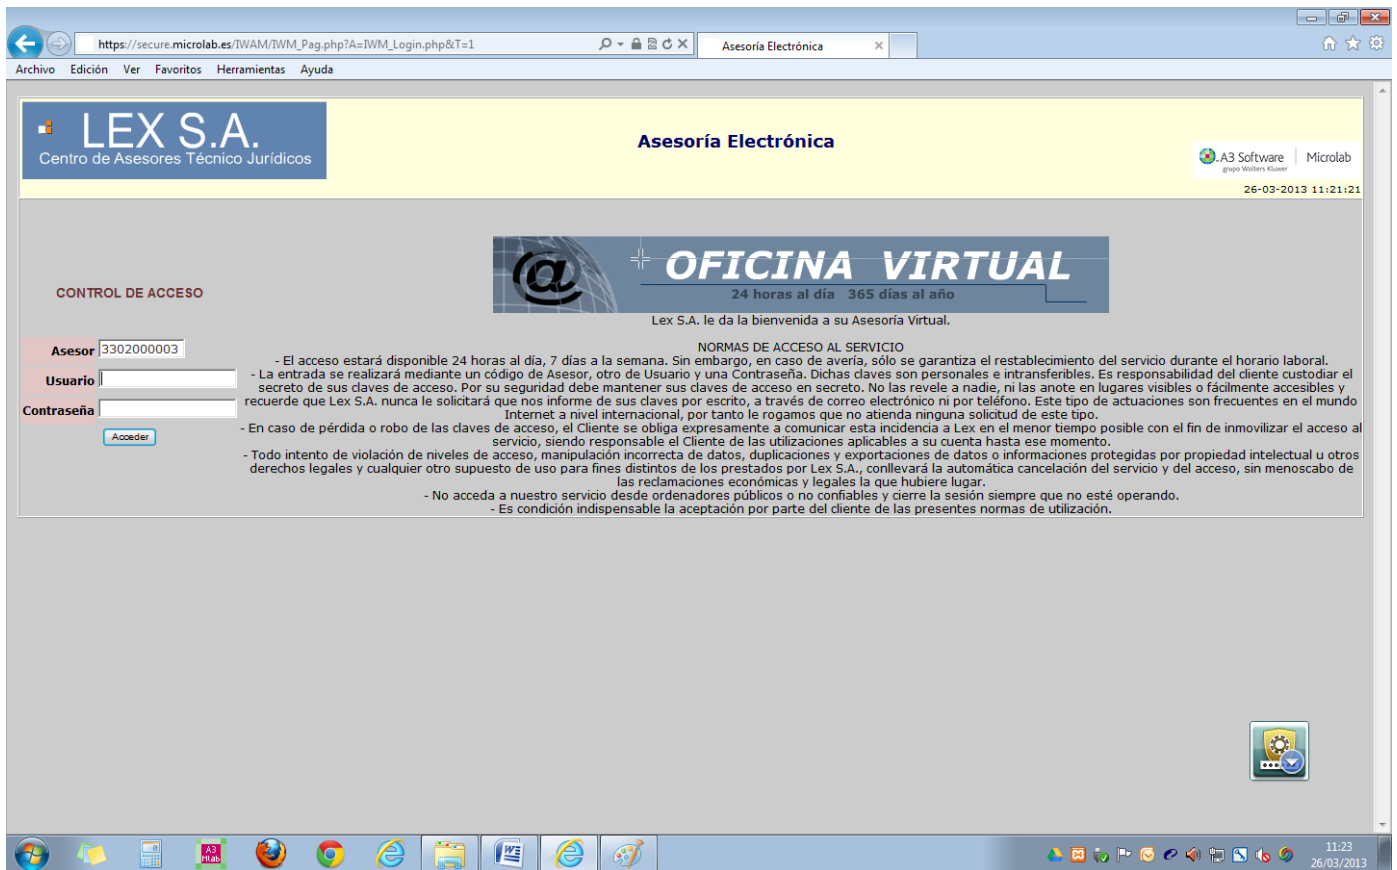 https://secure.microlab.es/IWAM/IWM_Pag.php?A=IWM_Login.php&T=1
Asesoría Electrónica
Archivo Edición Ver Favoritos Herramientas Ayuda
LEX S.A.
Centro de Asesores Técnico Jurídicos
Asesoría Electrónica
A3 Software
grupo Wolters Kluwer
Microlab
26-03-2013 11:21:21
OFICINA VIRTUAL
24 horas al día 365 días al año
CONTROL DE ACCESO
Asesor 3302000003
Usuario
Contraseña
Acceder
Lex S.A. le da la bienvenida a su Asesoría Virtual.
NORMAS DE ACCESO AL SERVICIO
- El acceso estará disponible 24 horas al día, 7 días a la semana. Sin embargo, en caso de avería, sólo se garantiza el restablecimiento del servicio durante el horario laboral.
- La entrada se realizará mediante un código de Asesor, otro de Usuario y una Contraseña. Dichas claves son personales e intransferibles. Es responsabilidad del cliente custodiar el
secreto de sus claves de acceso. Por su seguridad debe mantener sus claves de acceso en secreto. No las revele a nadie, ni las anote en lugares visibles o fácilmente accesibles y
recuerde que Lex S.A. nunca le solicitará que nos informe de sus claves por escrito, a través de correo electrónico ni por teléfono. Este tipo de actuaciones son frecuentes en el mundo
Internet a nivel internacional, por tanto le rogamos que no atienda ninguna solicitud de este tipo.
- En caso de pérdida o robo de las claves de acceso, el Cliente se obliga expresamente a comunicar esta incidencia a Lex en el menor tiempo posible con el fin de inmovilizar el acceso al
servicio, siendo responsable el Cliente de las utilizaciones aplicables a su cuenta hasta ese momento.
- Todo intento de violación de niveles de acceso, manipulación incorrecta de datos, duplicaciones y exportaciones de datos o informaciones protegidas por propiedad intelectual u otros
derechos legales y cualquier otro supuesto de uso para fines distintos de los prestados por Lex S.A., conllevará la automática cancelación del servicio y del acceso, sin menoscabo de
las reclamaciones económicas y legales la que hubiere lugar.
- No acceda a nuestro servicio desde ordenadores públicos o no confiables y cierre la sesión siempre que no esté operando.
- Es condición indispensable la aceptación por parte del cliente de las presentes normas de utilización.
A3
Mlab
11:23
26/03/2013